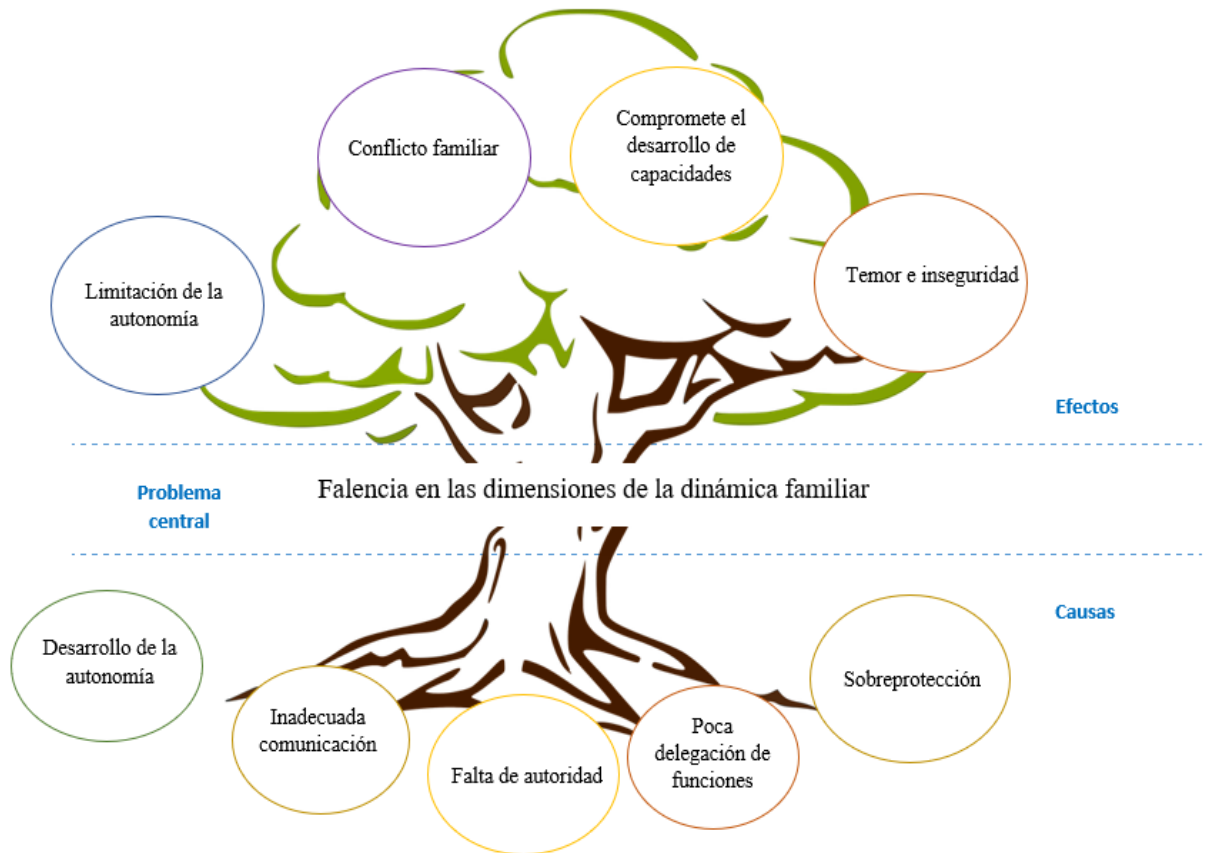 Conflicto familiar
Compromete el
desarrollo de
capacidades
Limitación de la
autonomía
Temor e inseguridad
Efectos
Problema
central
Falencia en las dimensiones de la dinámica familiar
Causas
Desarrollo de la
autonomía
Inadecuada
comunicación
Falta de autoridad
Poca
delegación de
funciones
Sobreprotección